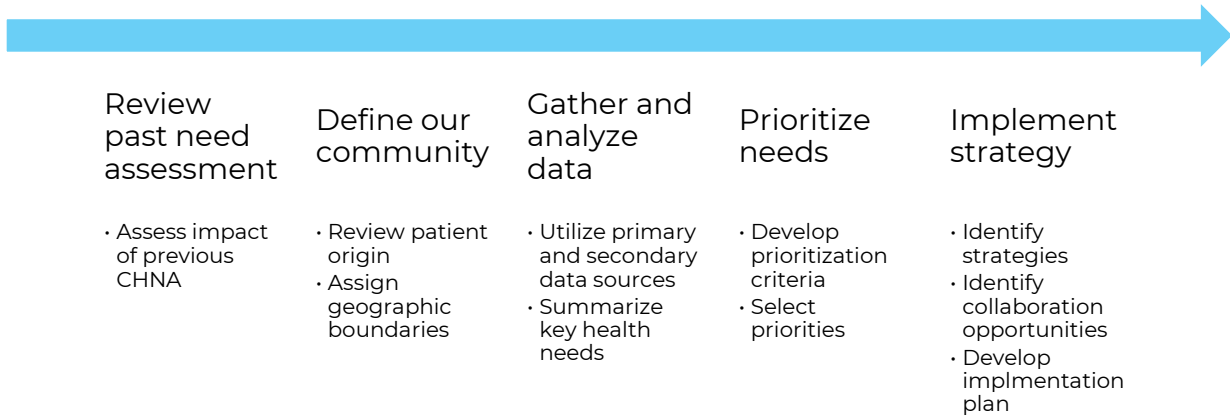 Review
past need
assessment
• Assess impact
of previous
CHNA
Define our
community
• Review patient
origin
• Assign
geographic
boundaries
Gather and
analyze
data
• Utilize primary
and secondary
data sources
• Summarize
key health
needs
Prioritize
needs
• Develop
prioritization
criteria
• Select
priorities
Implement
strategy
• Identify
strategies
• Identify
collaboration
opportunities
• Develop
implmentation
plan